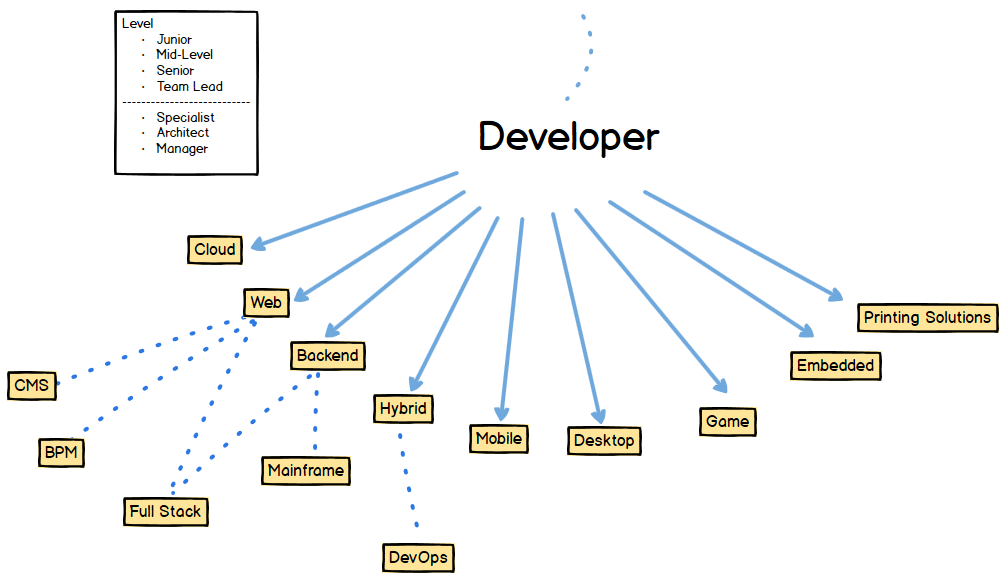 Level
· Junior
· Mid-Level
· Senior
· Team Lead
-----------------------------
· Specialist
· Architect
· Manager
Developer
Cloud
Web
Printing Solutions
Backend
Embedded
CMS
Hybrid
Game
Mobile
Desktop
BPM
Mainframe
Full Stack
DevOps